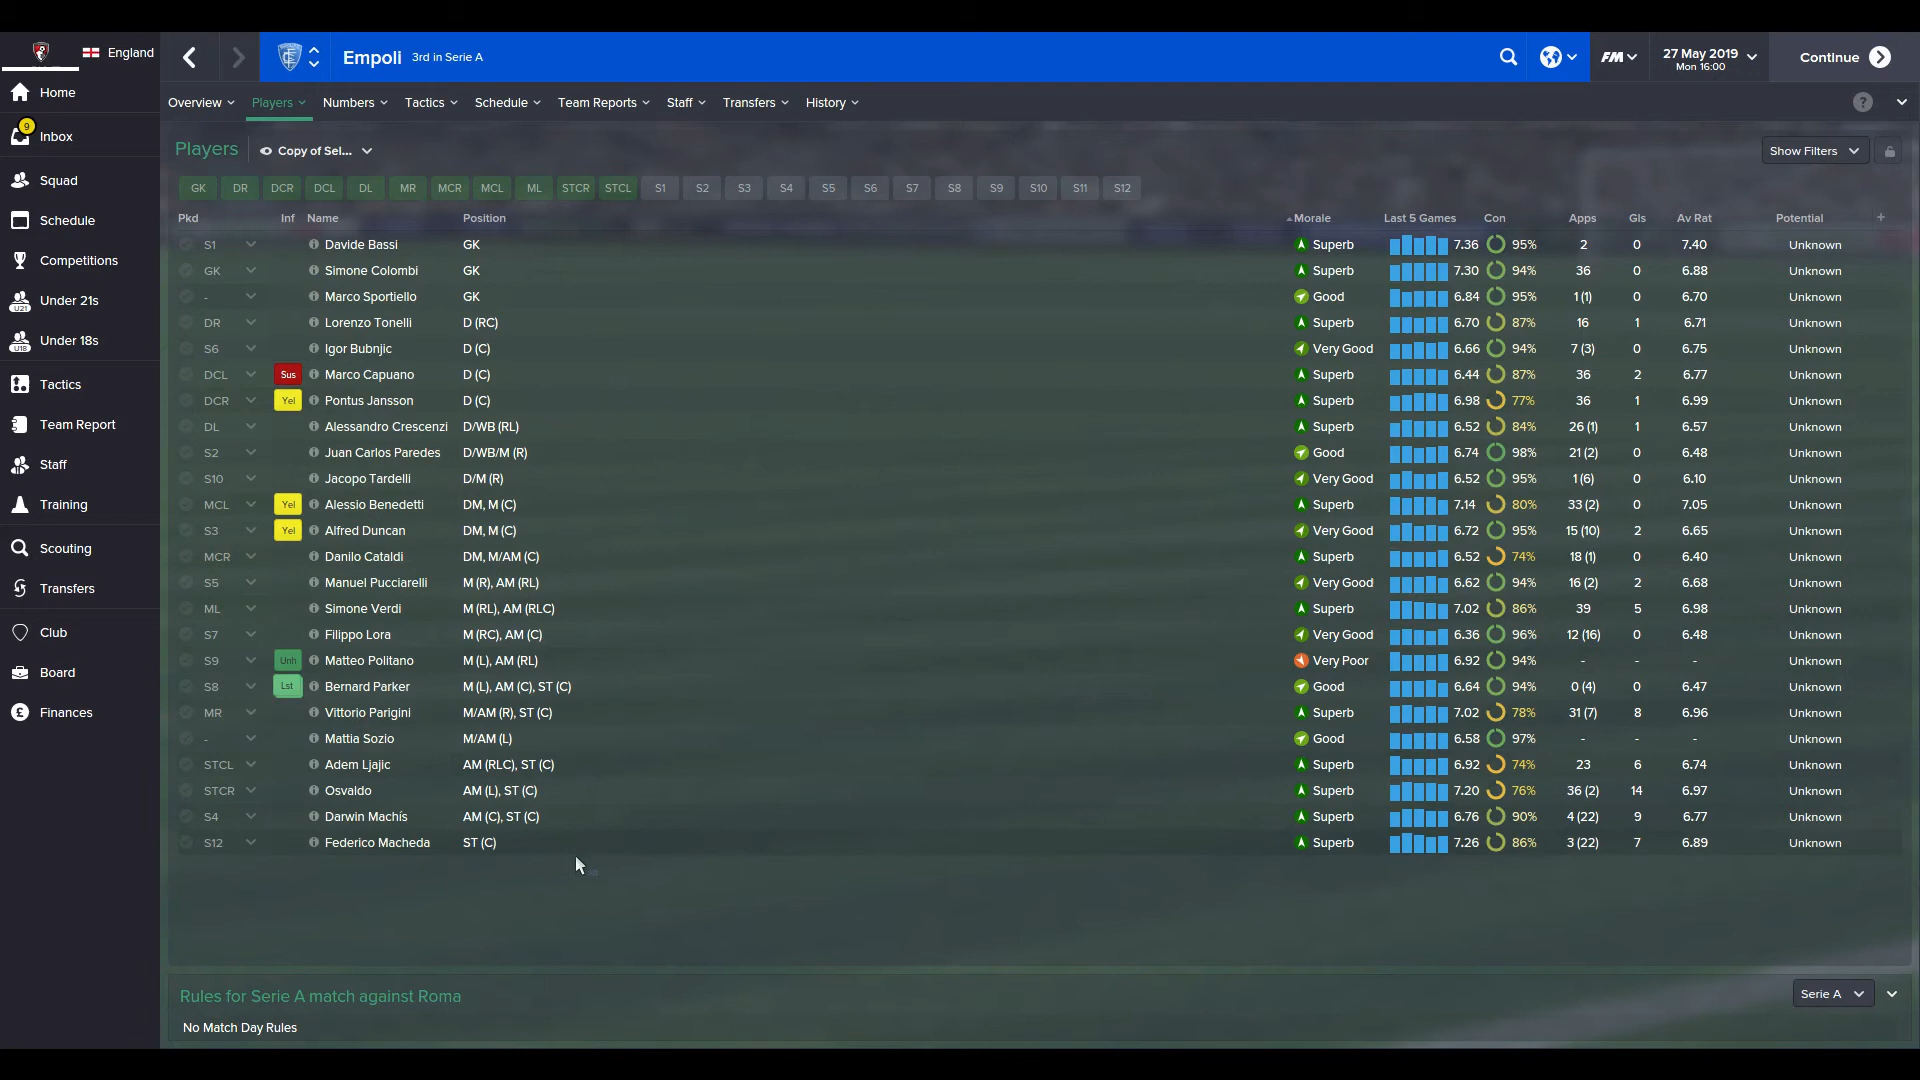 England
Empoli 3rd in Serie A
FM
27 May 2019
Mon 16:00
Continue
Home
9
Inbox
Squad
Schedule
Competitions
U21
Under 21s
U18
Under 18s
Tactics
Team Report
Staff
Training
Scouting
Transfers
Club
Board
Finances
Overview Players Numbers Tactics Schedule Team Reports Staff Transfers History ?
Players Copy of Sel... Show Filters
GK DR DCR DCL DL MR MCR MCL ML STCR STCL S1 S2 S3 S4 S5 S6 S7 S8 S9 S10 S11 S12
Pkd Inf Name Position Morale Last 5 Games Con Apps Gls Av Rat Potential +
S1 Davide Bassi GK Superb 7.36 95% 2 0 7.40 Unknown
GK Simone Colombi GK Superb 7.30 94% 36 0 6.88 Unknown
- Marco Sportiello GK Good 6.84 95% 1 (1) 0 6.70 Unknown
DR Lorenzo Tonelli D (RC) Superb 6.70 87% 16 1 6.71 Unknown
S6 Igor Bubnjic D (C) Very Good 6.66 94% 7 (3) 0 6.75 Unknown
DCL Sus Marco Capuano D (C) Superb 6.44 87% 36 2 6.77 Unknown
DCR Yel Pontus Jansson D (C) Superb 6.98 77% 36 1 6.99 Unknown
DL Alessandro Crescenzi D/WB (RL) Superb 6.52 84% 26 (1) 1 6.57 Unknown
S2 Juan Carlos Paredes D/WB/M (R) Good 6.74 98% 21 (2) 0 6.48 Unknown
S10 Jacopo Tardelli D/M (R) Very Good 6.52 95% 1 (6) 0 6.10 Unknown
MCL Yel Alessio Benedetti DM, M (C) Superb 7.14 80% 33 (2) 0 7.05 Unknown
S3 Yel Alfred Duncan DM, M (C) Very Good 6.72 95% 15 (10) 2 6.65 Unknown
MCR Danilo Cataldi DM, M/AM (C) Superb 6.52 74% 18 (1) 0 6.40 Unknown
S5 Manuel Pucciarelli M (R), AM (RL) Very Good 6.62 94% 16 (2) 2 6.68 Unknown
ML Simone Verdi M (RL), AM (RLC) Superb 7.02 86% 39 5 6.98 Unknown
S7 Filippo Lora M (RC), AM (C) Very Good 6.36 96% 12 (16) 0 6.48 Unknown
S9 Unh Matteo Politano M (L), AM (RL) Very Poor 6.92 94% - - - Unknown
S8 Lst Bernard Parker M (L), AM (C), ST (C) Good 6.64 94% 0 (4) 0 6.47 Unknown
MR Vittorio Parigini M/AM (R), ST (C) Superb 7.02 78% 31 (7) 8 6.96 Unknown
- Mattia Sozio M/AM (L) Good 6.58 97% - - - Unknown
STCL Adem Ljajic AM (RLC), ST (C) Superb 6.92 74% 23 6 6.74 Unknown
STCR Osvaldo AM (L), ST (C) Superb 7.20 76% 36 (2) 14 6.97 Unknown
S4 Darwin Machís AM (C), ST (C) Superb 6.76 90% 4 (22) 9 6.77 Unknown
S12 Federico Macheda ST (C) Superb 7.26 86% 3 (22) 7 6.89 Unknown
Rules for Serie A match against Roma Serie A
No Match Day Rules